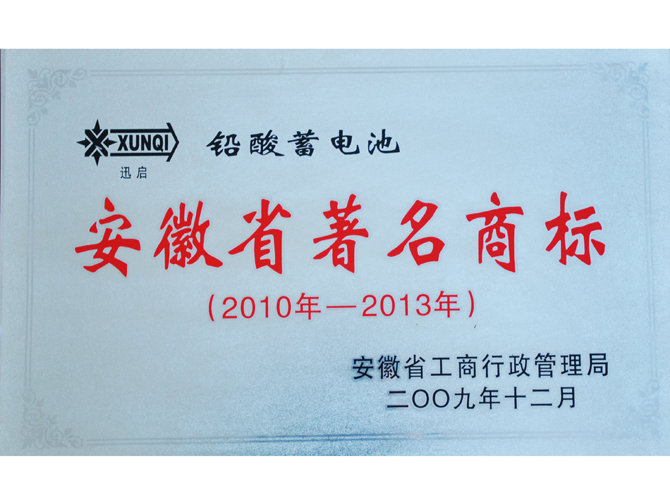 XUNQI 铅酸蓄电池
迅启
安徽省著名商标
(2010年—2013年)
安徽省工商行政管理局
二〇〇九年十二月